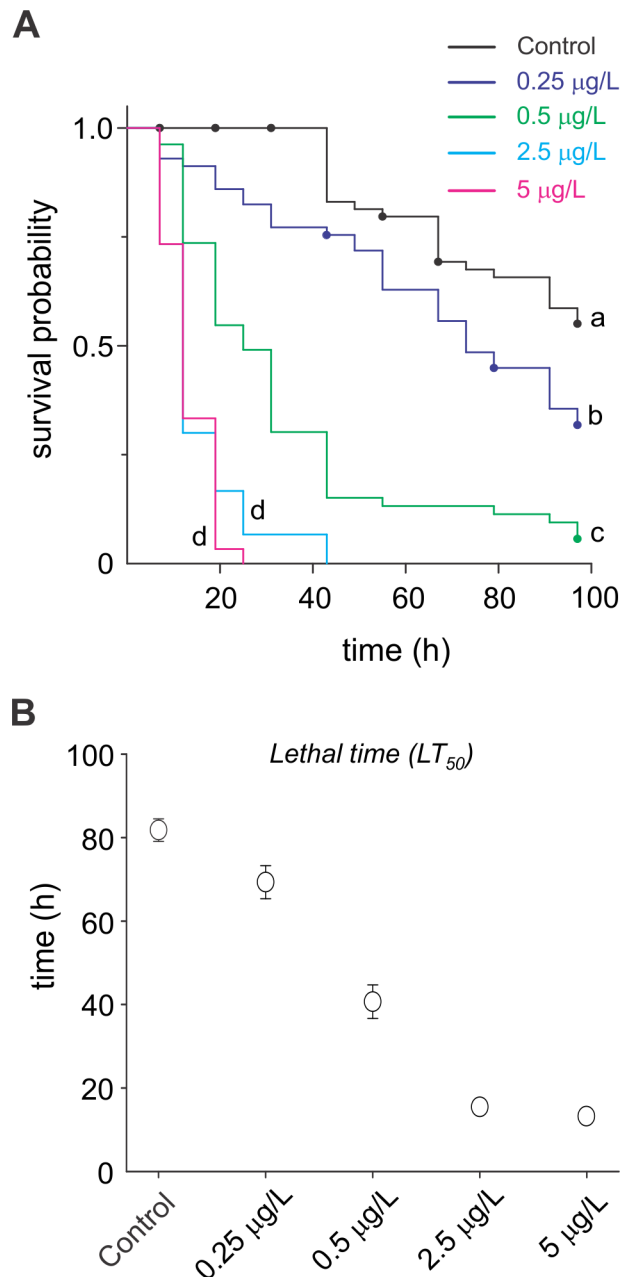 A
Control
0.25 μg/L
0.5 μg/L
2.5 μg/L
5 μg/L
1.0
0.5
0
survival probability
a
b
c
d
d
20 40 60 80 100
time (h)
B
Lethal time (LT50)
100
80
60
40
20
0
time (h)
Control 0.25 μg/L 0.5 μg/L 2.5 μg/L 5 μg/L